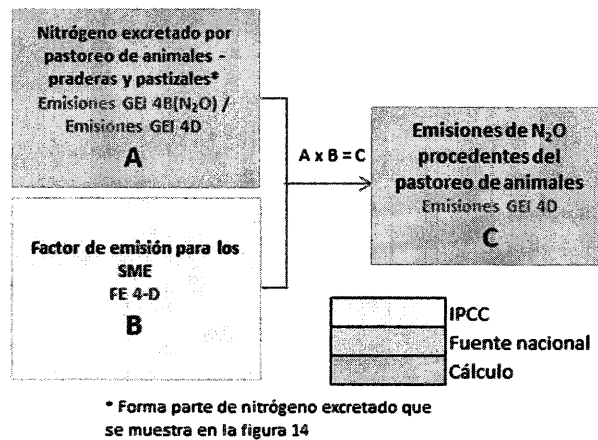 Nitrógeno excretado por
pastoreo de animales -
praderas y pastizales*
Emisiones GEI 4B(N₂O) /
Emisiones GEI 4D
A
A x B = C
Emisiones de N₂O
procedentes del
pastoreo de animales
Emisiones GEI 4D
C
Factor de emisión para los
SME
FE 4-D
B
IPCC
Fuente nacional
Cálculo
* Forma parte de nitrógeno excretado que
se muestra en la figura 14